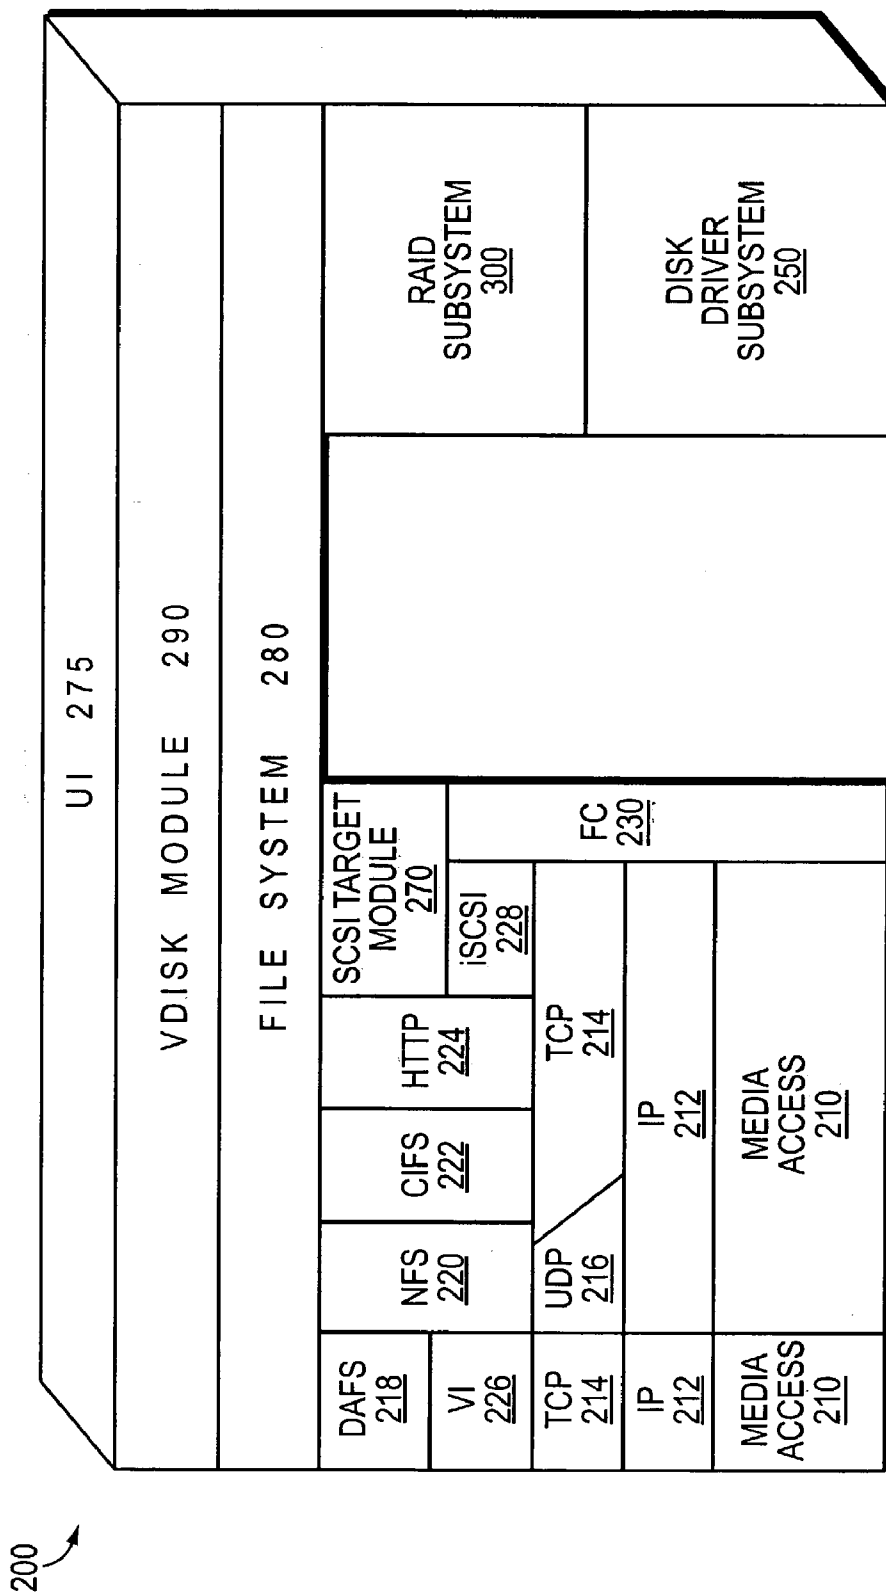 200
UI 275
VDISK MODULE 290
FILE SYSTEM 280
DAFS
218
VI
226
TCP
214
IP
212
MEDIA
ACCESS
210
NFS
220
CIFS
222
HTTP
224
SCSI TARGET
MODULE
270
iSCSI
228
FC
230
UDP
216
TCP
214
IP
212
MEDIA
ACCESS
210
RAID
SUBSYSTEM
300
DISK
DRIVER
SUBSYSTEM
250